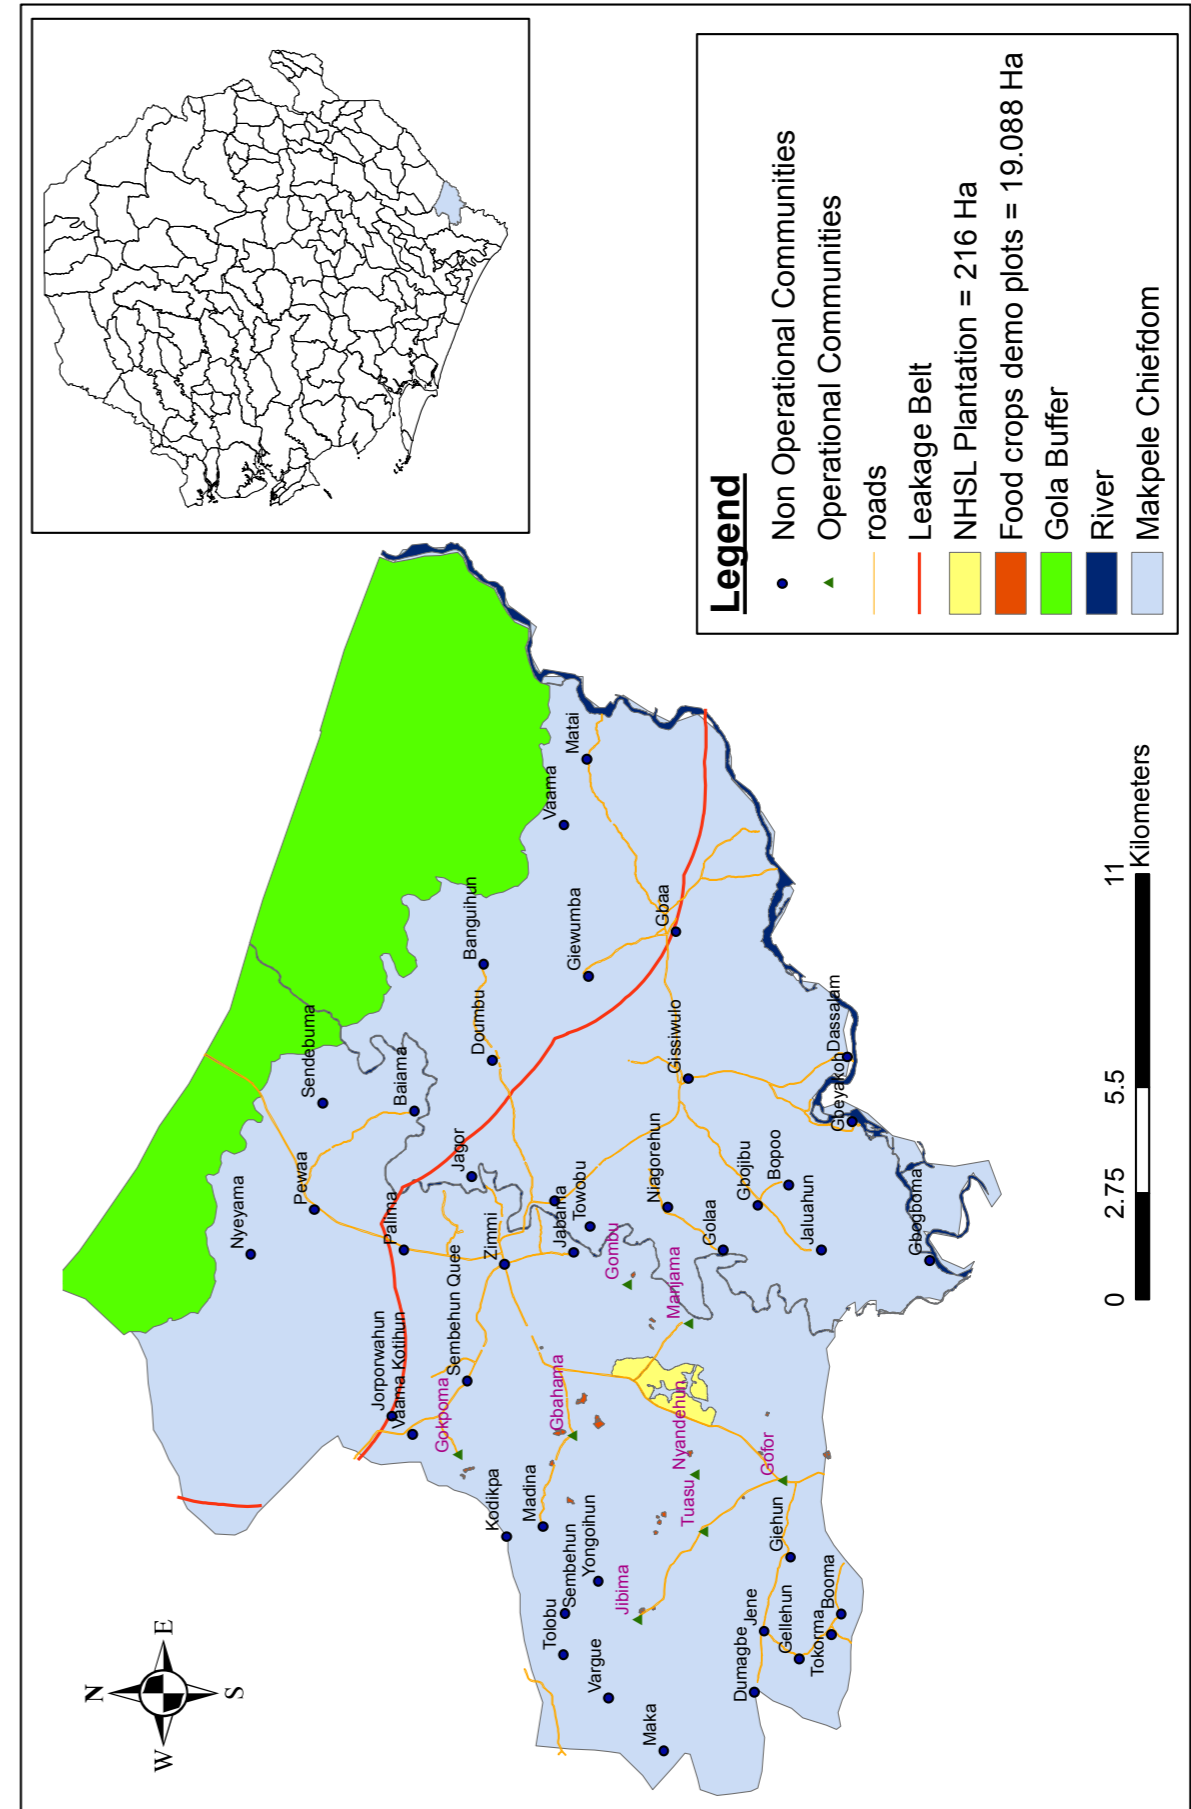 N
W
E
S
Legend
Non Operational Communities
Operational Communities
roads
Leakage Belt
NHSL Plantation = 216 Ha
Food crops demo plots = 19.088 Ha
Gola Buffer
River
Makpele Chiefdom
Nyeyama
Sendebuma
Pewaa
Baiama
Palima
Jagor
Banguihun
Doumbu
Vaama
Matai
Giewumba
Gbaa
Jorporwahun
Vaama Kotihun
Sembehun Quee
Zimmi
Jabama
Towobu
Gombu
Gokpoma
Gbahama
Manjama
Niagorehun
Gissiwulo
Golaa
Gbojibu
Bopoo
Jaluahun
Gbeyakoh
Dassalam
Gbogboma
Kodikpa
Madina
Sembehun
Yongoihun
Tolobu
Vargue
Maka
Jibima
Tuasu
Nyandehun
Gofor
Giehun
Jene
Dumagbe
Gellehun
Tokorma
Booma
0 2.75 5.5 11
Kilometers